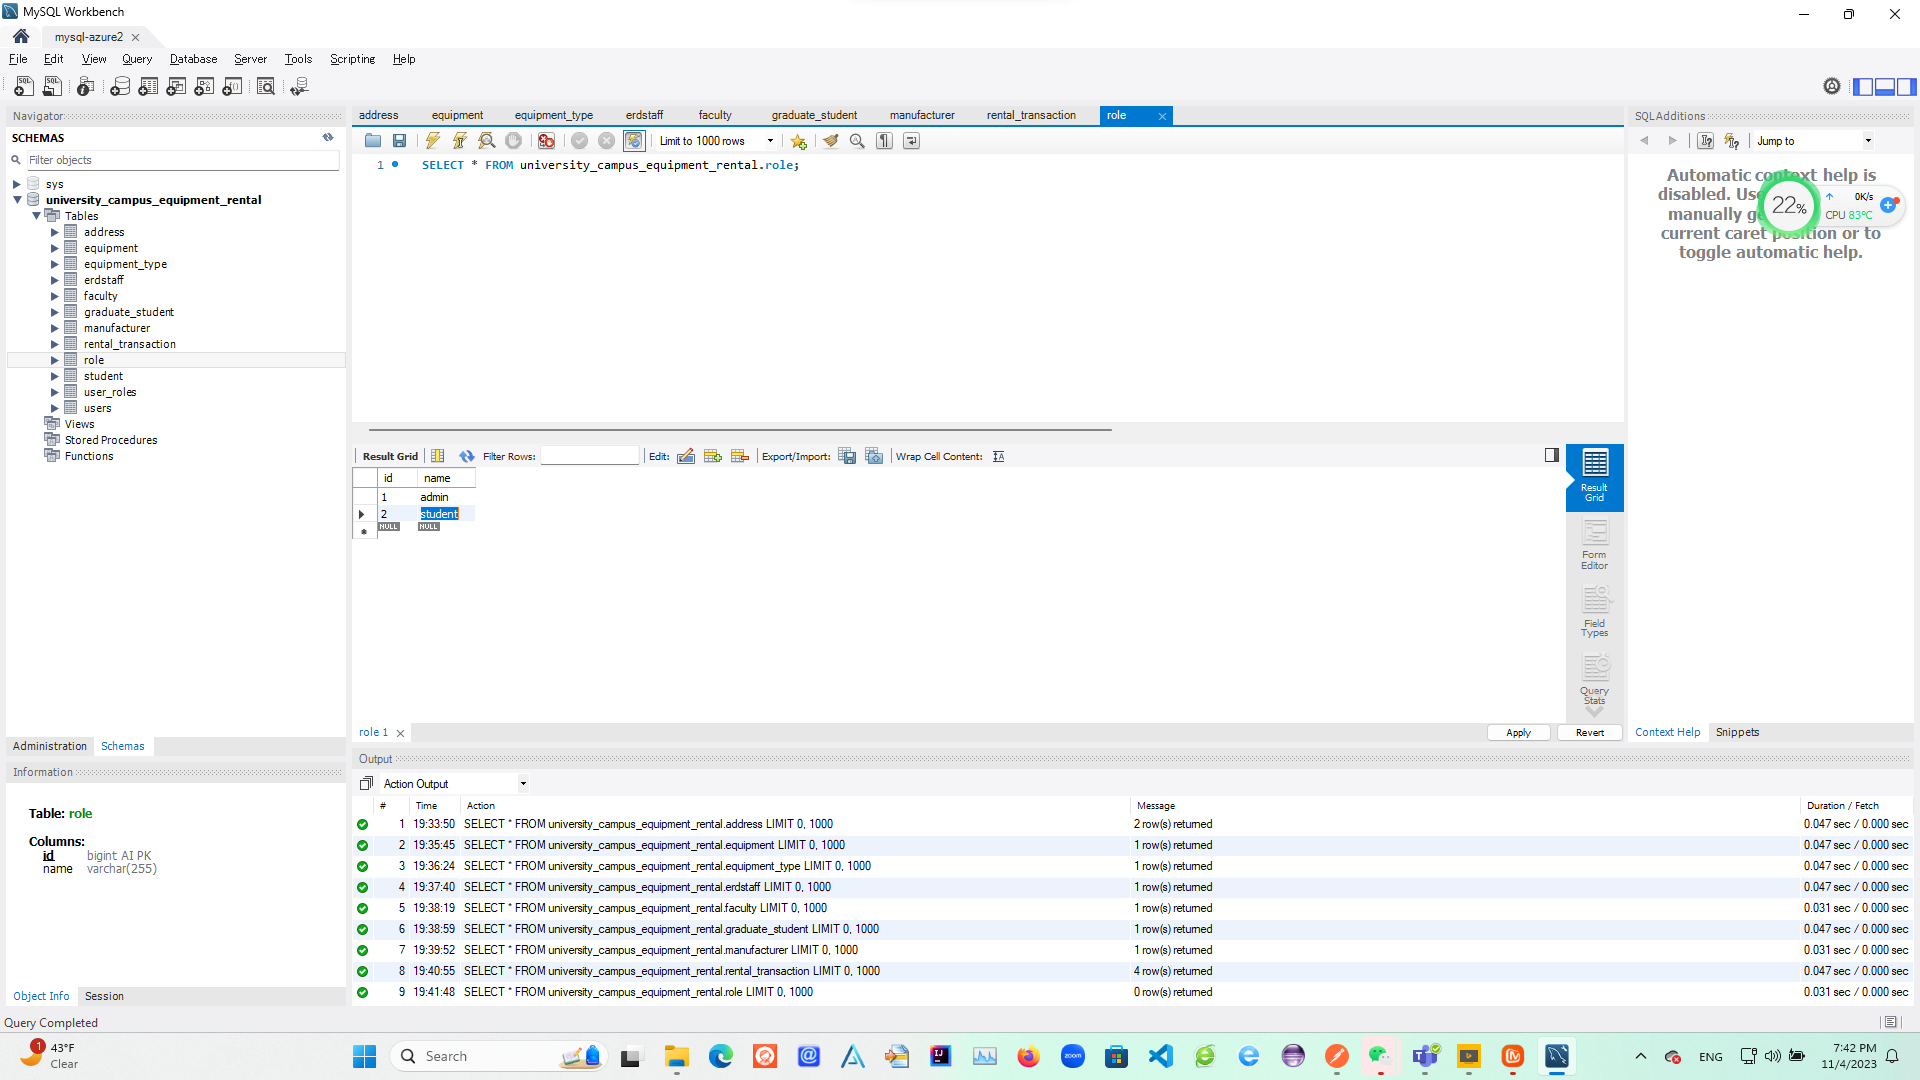 MySQL Workbench
mysql-azure2
File Edit View Query Database Server Tools Scripting Help
Navigator
SCHEMAS
Filter objects
sys
university_campus_equipment_rental
Tables
address
equipment
equipment_type
erdstaff
faculty
graduate_student
manufacturer
rental_transaction
role
student
user_roles
users
Views
Stored Procedures
Functions
Administration Schemas
Information
Table: role
Columns:
id bigint AI PK
name varchar(255)
Object Info Session
Query Completed
address equipment equipment_type erdstaff faculty graduate_student manufacturer rental_transaction role
Limit to 1000 rows
1 SELECT * FROM university_campus_equipment_rental.role;
Result Grid Filter Rows: Edit: Export/Import: Wrap Cell Content:
id name
1 admin
2 student
NULL NULL
Result Grid
Form Editor
Field Types
Query Stats
role 1
Apply Revert
SQLAdditions
Jump to
Automatic context help is
disabled. Use
manually
current caret position or to
toggle automatic help.
22%
0K/s
CPU 83°C
Context Help Snippets
Output
Action Output
# Time Action Message Duration / Fetch
1 19:33:50 SELECT * FROM university_campus_equipment_rental.address LIMIT 0, 1000 2 row(s) returned 0.047 sec / 0.000 sec
2 19:35:45 SELECT * FROM university_campus_equipment_rental.equipment LIMIT 0, 1000 1 row(s) returned 0.047 sec / 0.000 sec
3 19:36:24 SELECT * FROM university_campus_equipment_rental.equipment_type LIMIT 0, 1000 1 row(s) returned 0.047 sec / 0.000 sec
4 19:37:40 SELECT * FROM university_campus_equipment_rental.erdstaff LIMIT 0, 1000 1 row(s) returned 0.047 sec / 0.000 sec
5 19:38:19 SELECT * FROM university_campus_equipment_rental.faculty LIMIT 0, 1000 1 row(s) returned 0.031 sec / 0.000 sec
6 19:38:59 SELECT * FROM university_campus_equipment_rental.graduate_student LIMIT 0, 1000 1 row(s) returned 0.047 sec / 0.000 sec
7 19:39:52 SELECT * FROM university_campus_equipment_rental.manufacturer LIMIT 0, 1000 1 row(s) returned 0.031 sec / 0.000 sec
8 19:40:55 SELECT * FROM university_campus_equipment_rental.rental_transaction LIMIT 0, 1000 4 row(s) returned 0.047 sec / 0.000 sec
9 19:41:48 SELECT * FROM university_campus_equipment_rental.role LIMIT 0, 1000 0 row(s) returned 0.031 sec / 0.000 sec
1
43°F
Clear
Search
zoom
ENG
7:42 PM
11/4/2023